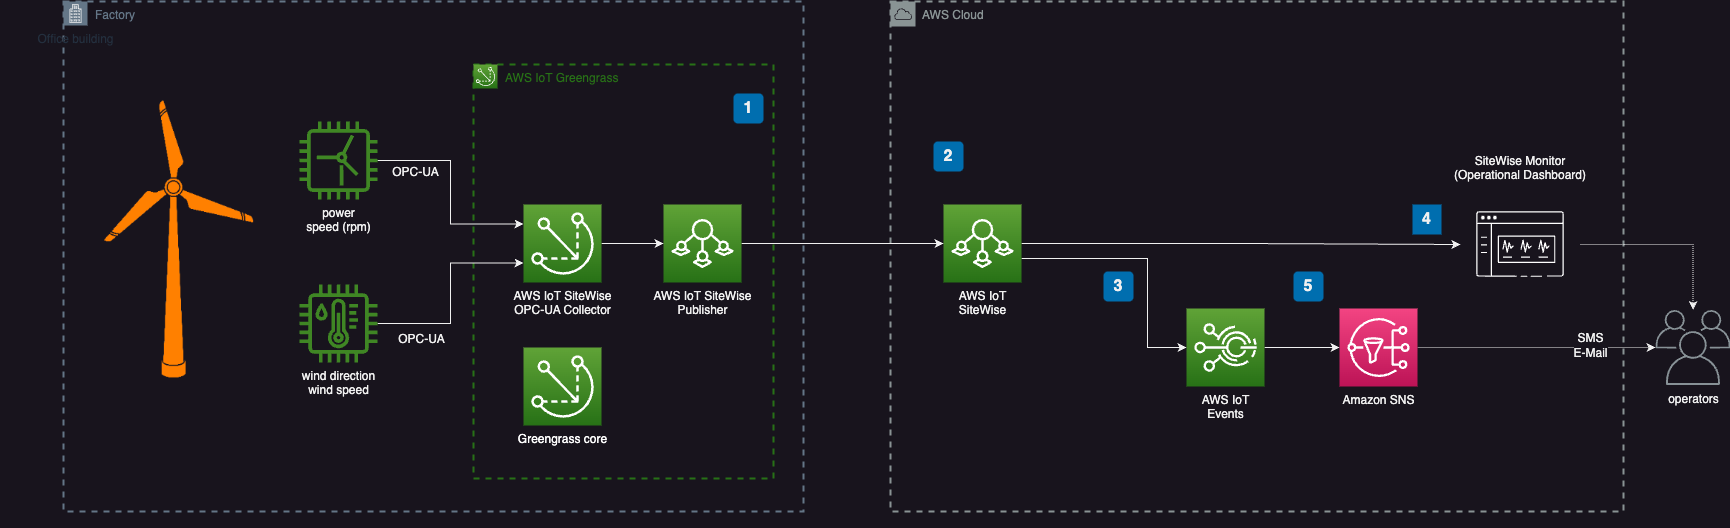 Factory
Office building
AWS IoT Greengrass
1
OPC-UA
power
speed (rpm)
OPC-UA
wind direction
wind speed
AWS IoT SiteWise
OPC-UA Collector
AWS IoT SiteWise
Publisher
Greengrass core
AWS Cloud
2
AWS IoT
SiteWise
3
AWS IoT
Events
5
Amazon SNS
4
SiteWise Monitor
(Operational Dashboard)
SMS
E-Mail
operators